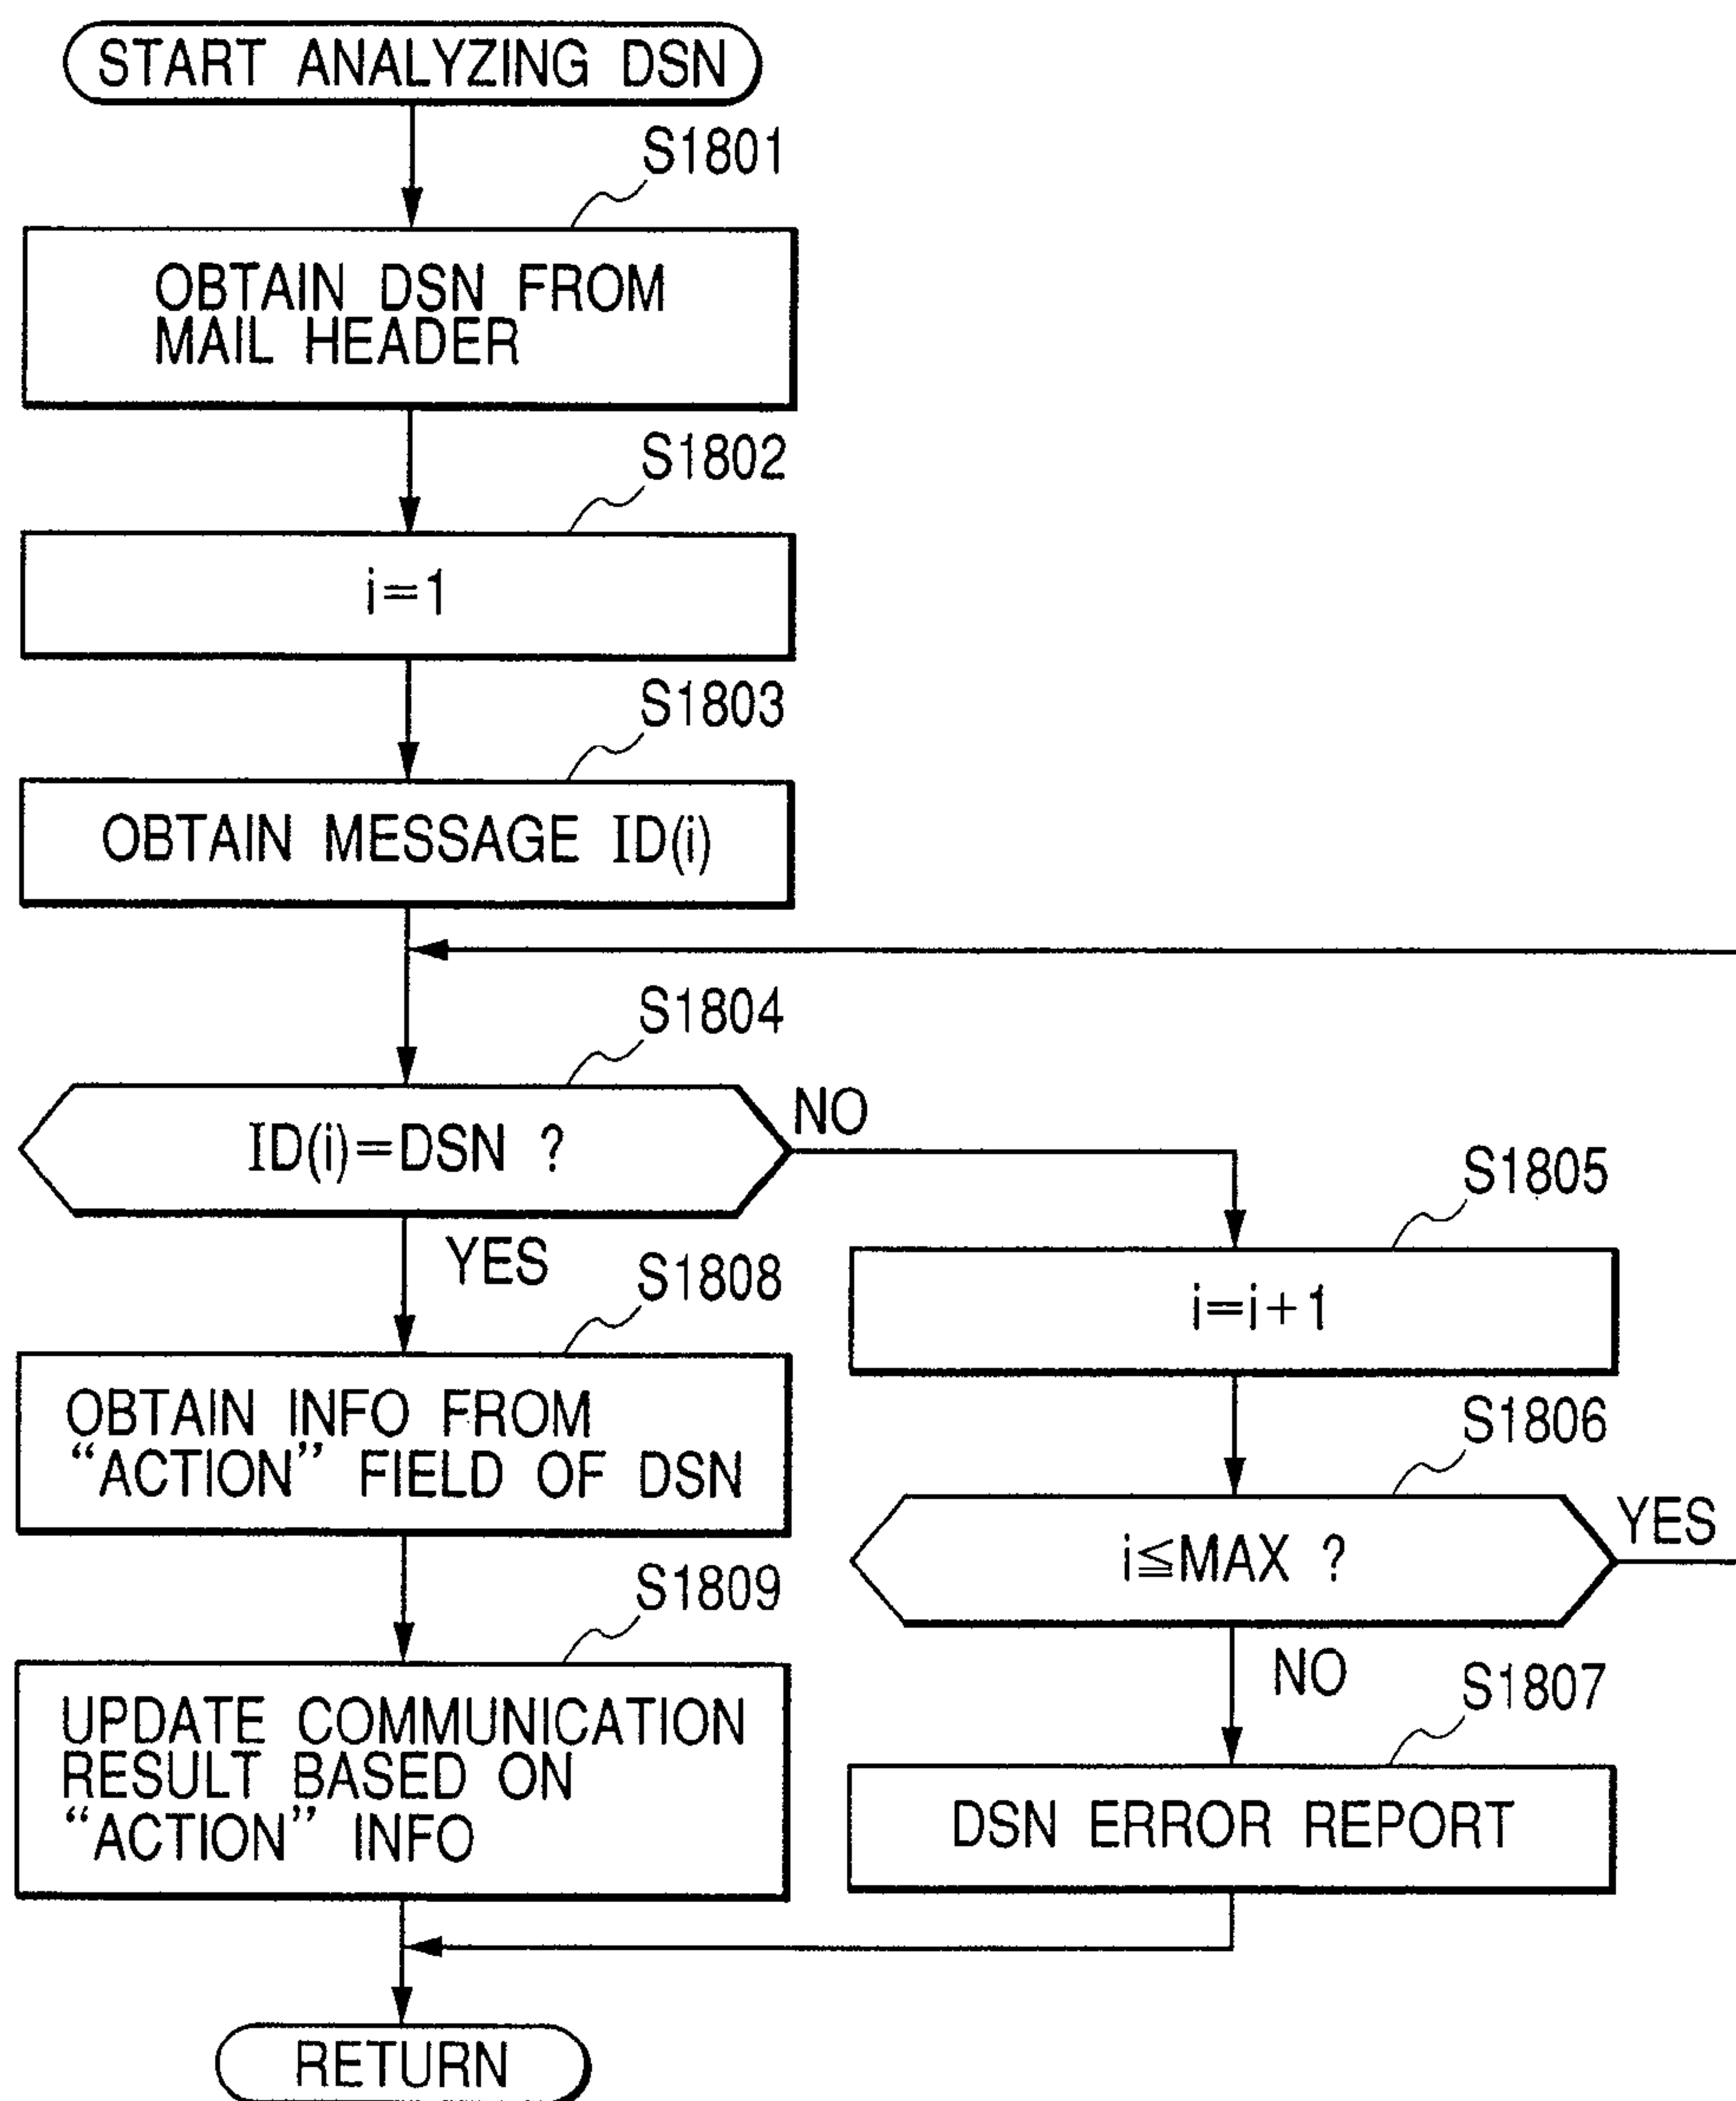 START ANALYZING DSN
S1801
OBTAIN DSN FROM
MAIL HEADER
S1802
i=1
S1803
OBTAIN MESSAGE ID(i)
S1804
ID(i)=DSN ?
NO
YES
S1805
i=i+1
S1806
i≦MAX ?
YES
NO
S1807
DSN ERROR REPORT
S1808
OBTAIN INFO FROM
“ACTION” FIELD OF DSN
S1809
UPDATE COMMUNICATION
RESULT BASED ON
“ACTION” INFO
RETURN